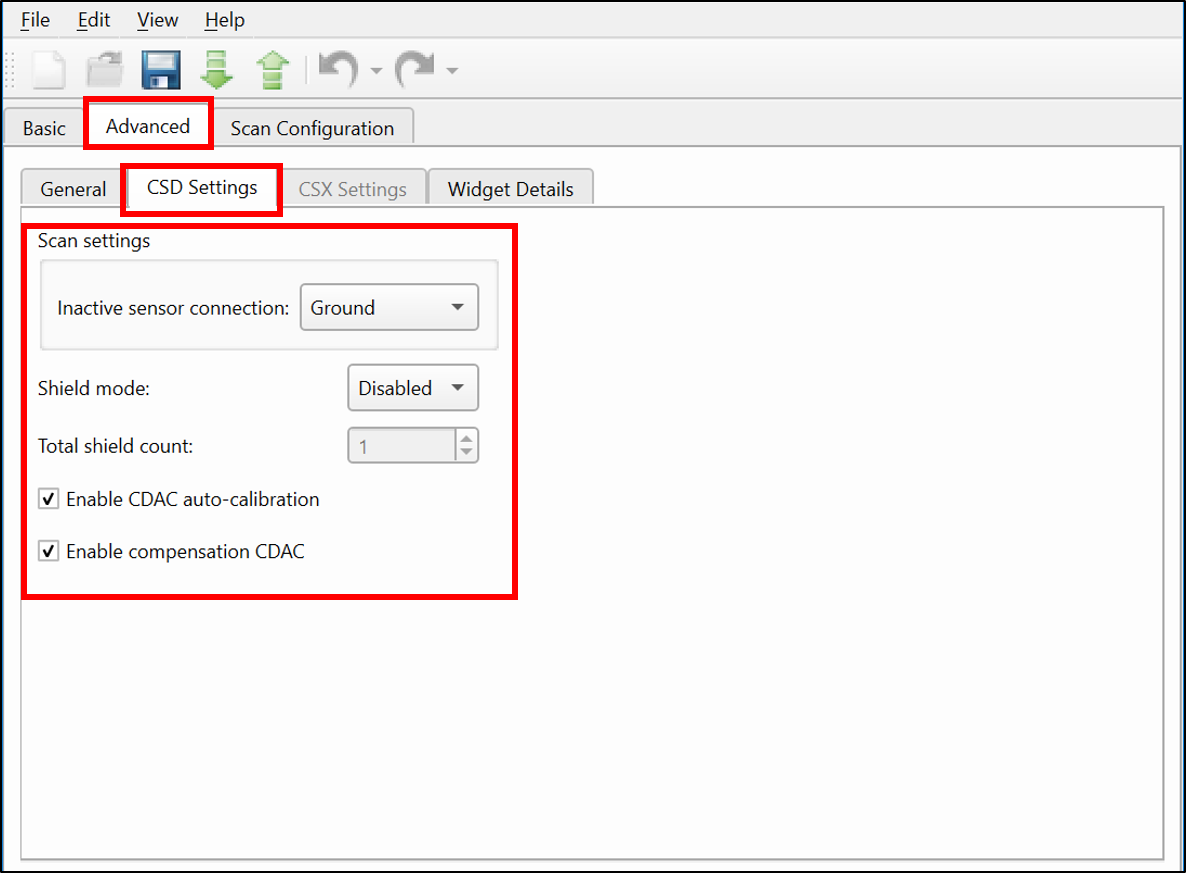 File Edit View Help
Basic Advanced Scan Configuration
General CSD Settings CSX Settings Widget Details
Scan settings
Inactive sensor connection: Ground
Shield mode: Disabled
Total shield count: 1
Enable CDAC auto-calibration
Enable compensation CDAC